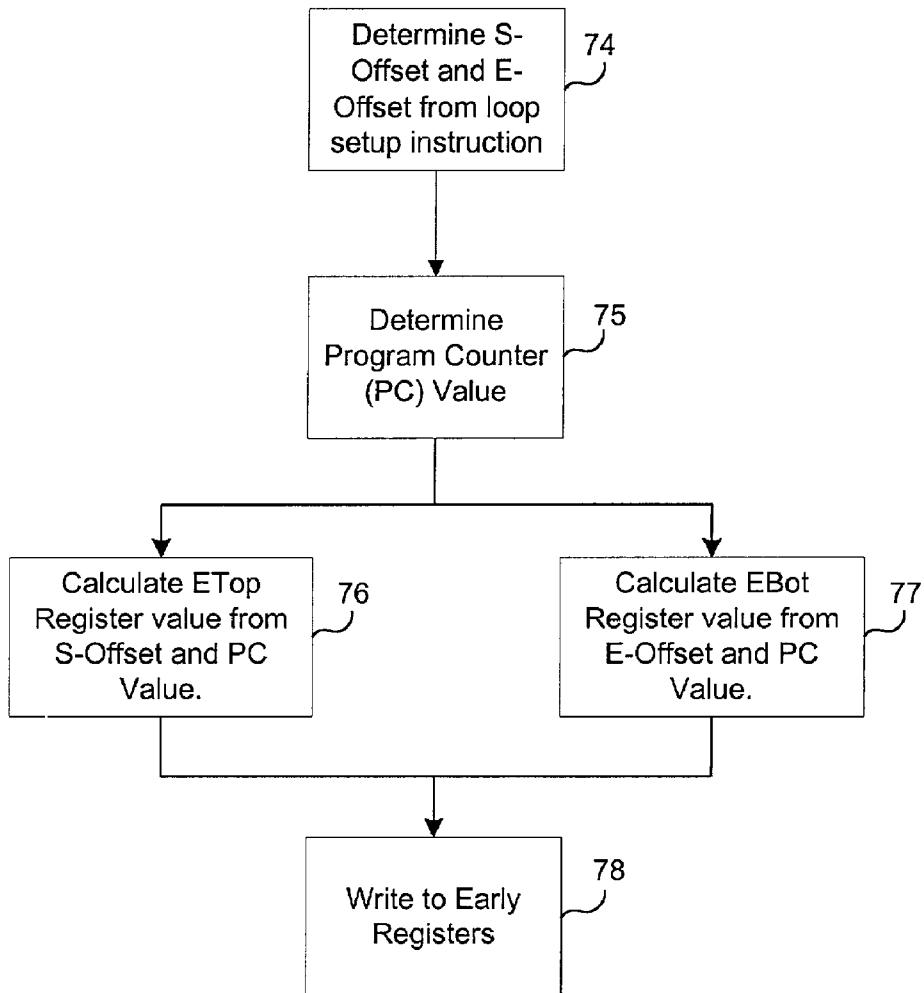 Determine S-
Offset and E-
Offset from loop
setup instruction
74
Determine
Program Counter
(PC) Value
75
Calculate ETop
Register value from
S-Offset and PC
Value.
76
Calculate EBot
Register value from
E-Offset and PC
Value.
77
Write to Early
Registers
78